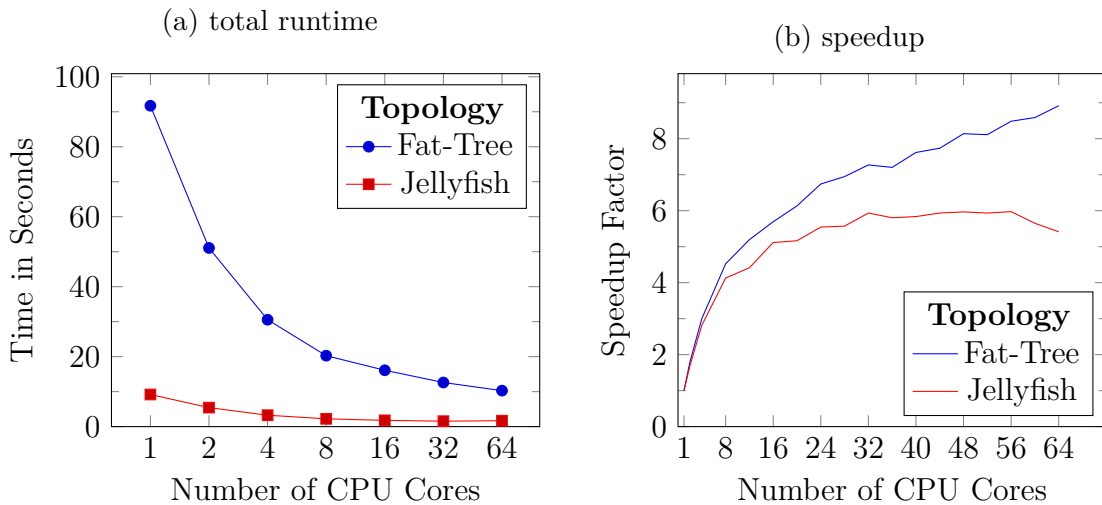 (a) total runtime
100
80
60
40
20
0
Time in Seconds
Topology
Fat-Tree
Jellyfish
1 2 4 8 16 32 64
Number of CPU Cores
(b) speedup
8
6
4
2
0
Speedup Factor
Topology
Fat-Tree
Jellyfish
1 8 16 24 32 40 48 56 64
Number of CPU Cores